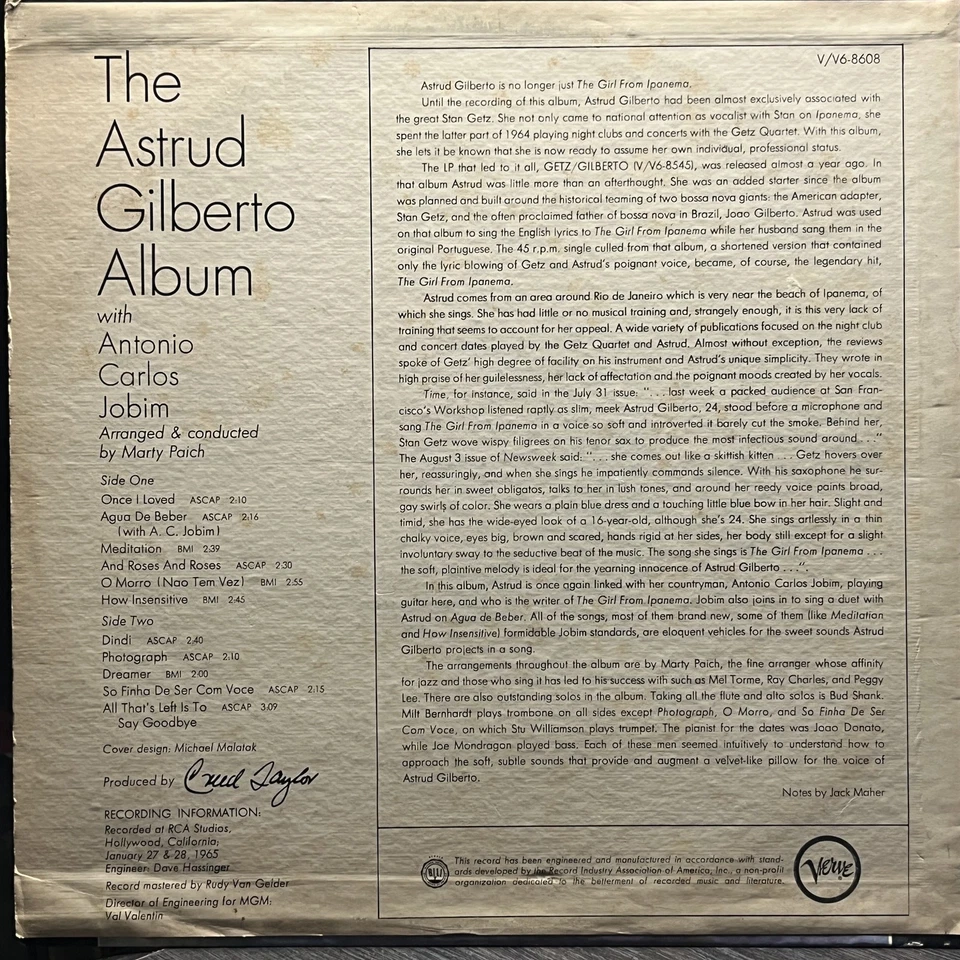 The
Astrud
Gilberto
Album
with
Antonio
Carlos
Jobim
Arranged & conducted
by Marty Paich
Side One
Once I Loved ASCAP 2:10
Agua De Beber ASCAP 2:16
(with A. C. Jobim)
Meditation BMI 2:39
And Roses And Roses ASCAP 2:30
O Morro (Nao Tem Vez) BMI 2:55
How Insensitive BMI 2:45
Side Two
Dindi ASCAP 2:40
Photograph ASCAP 2:10
Dreamer BMI 2:00
So Finha De Ser Com Voce ASCAP 2:15
All That's Left Is To ASCAP 3:09
Say Goodbye
Cover design: Michael Malatak
Produced by Creed Taylor
RECORDING INFORMATION:
Recorded at RCA Studios,
Hollywood, California;
January 27 & 28, 1965
Engineer: Dave Hassinger
Record mastered by Rudy Van Gelder
Director of Engineering for MGM:
Val Valentin
V/V6-8608
Astrud Gilberto is no longer just The Girl From Ipanema.
Until the recording of this album, Astrud Gilberto had been almost exclusively associated with
the great Stan Getz. She not only came to national attention as vocalist with Stan on Ipanema, she
spent the latter part of 1964 playing night clubs and concerts with the Getz Quartet. With this album,
she lets it be known that she is now ready to assume her own individual, professional status.
The LP that led to it all, GETZ/GILBERTO (V/V6-8545), was released almost a year ago. In
that album Astrud was little more than an afterthought. She was an added starter since the album
was planned and built around the historical teaming of two bossa nova giants: the American adapter,
Stan Getz, and the often proclaimed father of bossa nova in Brazil, Joao Gilberto. Astrud was used
on that album to sing the English lyrics to The Girl From Ipanema while her husband sang them in the
original Portuguese. The 45 r.p.m. single culled from that album, a shortened version that contained
only the lyric blowing of Getz and Astrud's poignant voice, became, of course, the legendary hit,
The Girl From Ipanema.
Astrud comes from an area around Rio de Janeiro which is very near the beach of Ipanema, of
which she sings. She has had little or no musical training and, strangely enough, it is this very lack of
training that seems to account for her appeal. A wide variety of publications focused on the night club
and concert dates played by the Getz Quartet and Astrud. Almost without exception, the reviews
spoke of Getz' high degree of facility on his instrument and Astrud's unique simplicity. They wrote in
high praise of her guilelessness, her lack of affectation and the poignant moods created by her vocals.
Time, for instance, said in the July 31 issue: ". . . last week a packed audience at San Fran-
cisco's Workshop listened raptly as slim, meek Astrud Gilberto, 24, stood before a microphone and
sang The Girl From Ipanema in a voice so soft and introverted it barely cut the smoke. Behind her,
Stan Getz wove wispy filigrees on his tenor sax to produce the most infectious sound around. . ."
The August 3 issue of Newsweek said: ". . . she comes out like a skittish kitten . . . Getz hovers over
her, reassuringly, and when she sings he impatiently commands silence. With his saxophone he sur-
rounds her in sweet obligatos, talks to her in lush tones, and around her reedy voice paints broad,
gay swirls of color. She wears a plain blue dress and a touching little blue bow in her hair. Slight and
timid, she has the wide-eyed look of a 16-year-old, although she's 24. She sings artlessly in a thin
chalky voice, eyes big, brown and scared, hands rigid at her sides, her body still except for a slight
involuntary sway to the seductive beat of the music. The song she sings is The Girl From Ipanema . . .
the soft, plaintive melody is ideal for the yearning innocence of Astrud Gilberto . . .".
In this album, Astrud is once again linked with her countryman, Antonio Carlos Jobim, playing
guitar here, and who is the writer of The Girl From Ipanema. Jobim also joins in to sing a duet with
Astrud on Agua de Beber. All of the songs, most of them brand new, some of them (like Meditation
and How Insensitive) formidable Jobim standards, are eloquent vehicles for the sweet sounds Astrud
Gilberto projects in a song.
The arrangements throughout the album are by Marty Paich, the fine arranger whose affinity
for jazz and those who sing it has led to his success with such as Mel Torme, Ray Charles, and Peggy
Lee. There are also outstanding solos in the album. Taking all the flute and alto solos is Bud Shank.
Milt Bernhardt plays trombone on all sides except Photograph, O Morro, and So Finha De Ser
Com Voce, on which Stu Williamson plays trumpet. The pianist for the dates was Joao Donato,
while Joe Mondragon played bass. Each of these men seemed intuitively to understand how to
approach the soft, subtle sounds that provide and augment a velvet-like pillow for the voice of
Astrud Gilberto.
Notes by Jack Maher
This record has been engineered and manufactured in accordance with stand-
ards developed by the Record Industry Association of America, Inc., a non-profit
organization dedicated to the betterment of recorded music and literature.
Verve